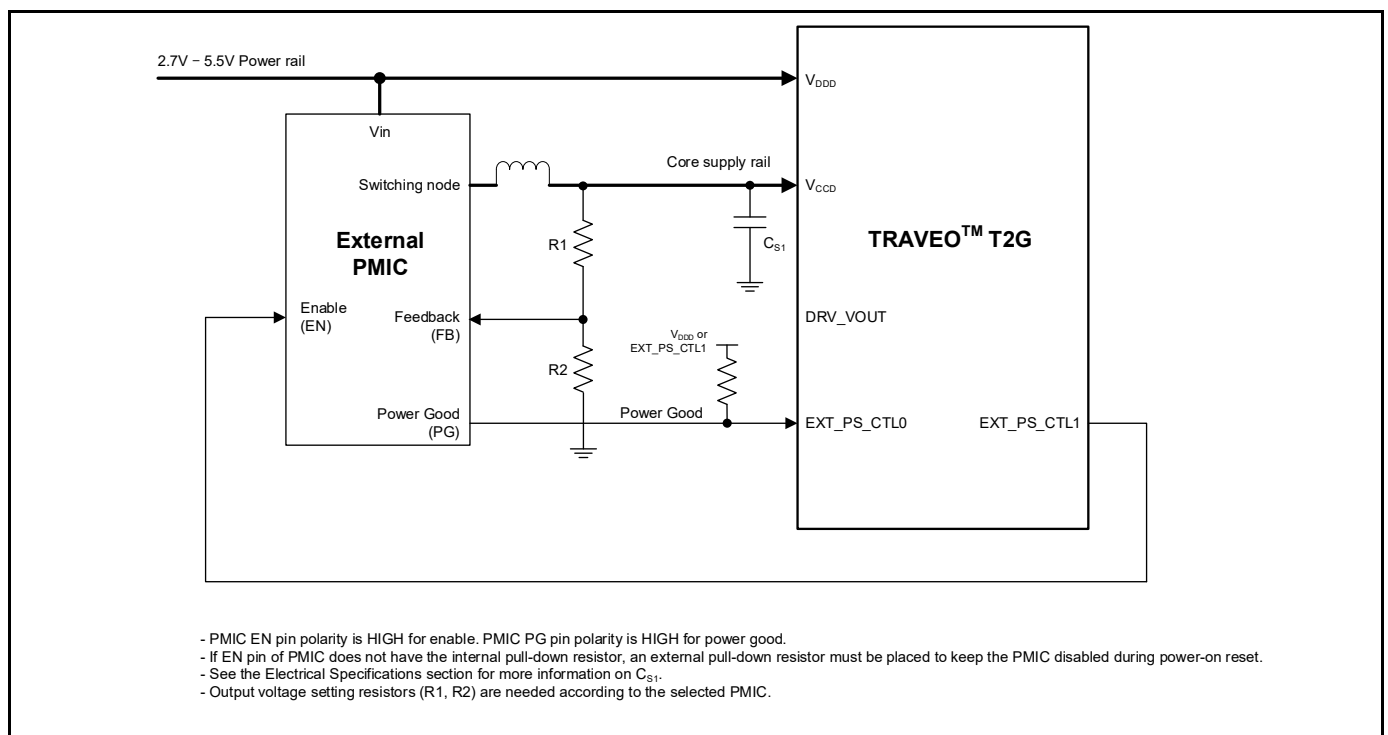 2.7V – 5.5V Power rail
V_DDD
Vin
Core supply rail
Switching node
V_CCD
External
PMIC
R1
C_S1
TRAVEO™ T2G
Enable
(EN)
Feedback
(FB)
DRV_VOUT
V_DDD or
EXT_PS_CTL1
R2
Power Good
(PG)
Power Good
EXT_PS_CTL0
EXT_PS_CTL1
- PMIC EN pin polarity is HIGH for enable. PMIC PG pin polarity is HIGH for power good.
- If EN pin of PMIC does not have the internal pull-down resistor, an external pull-down resistor must be placed to keep the PMIC disabled during power-on reset.
- See the Electrical Specifications section for more information on C_S1.
- Output voltage setting resistors (R1, R2) are needed according to the selected PMIC.